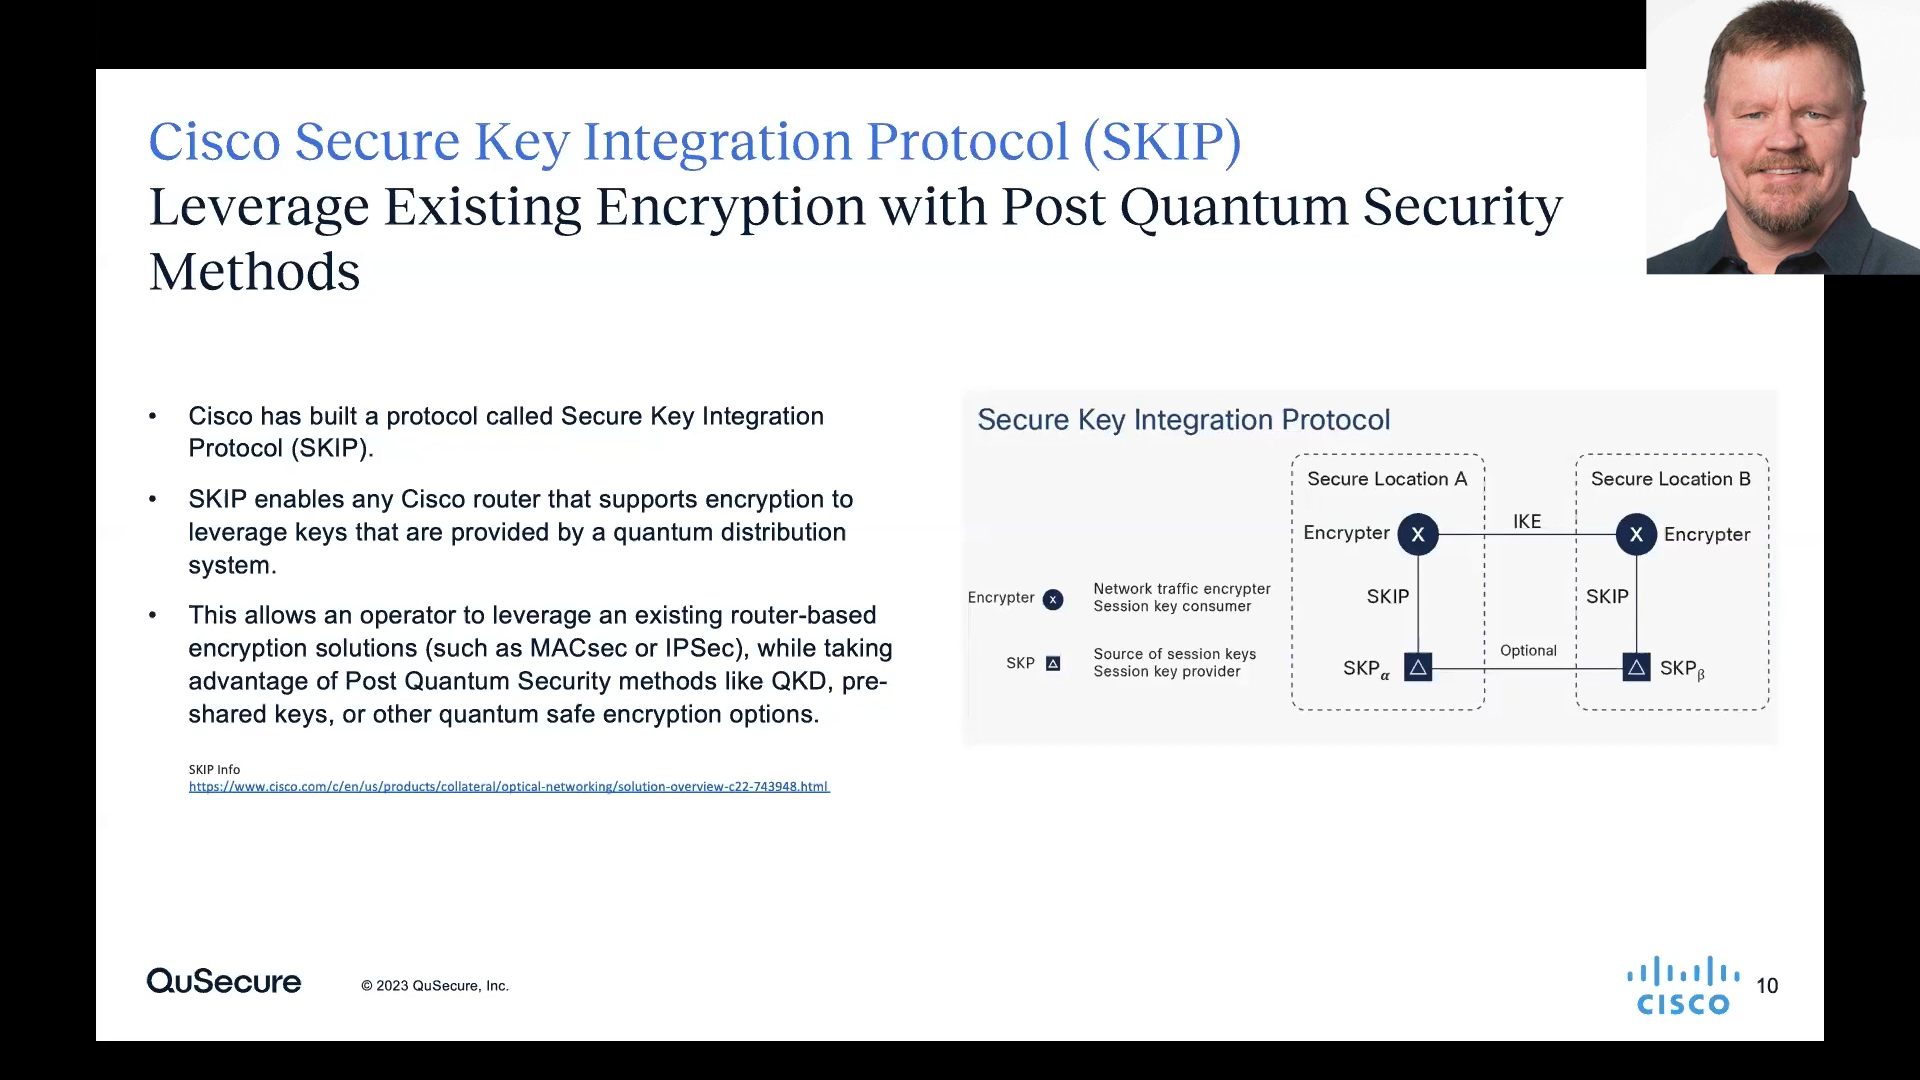 Cisco Secure Key Integration Protocol (SKIP)
Leverage Existing Encryption with Post Quantum Security
Methods
• Cisco has built a protocol called Secure Key Integration
Protocol (SKIP).
• SKIP enables any Cisco router that supports encryption to
leverage keys that are provided by a quantum distribution
system.
• This allows an operator to leverage an existing router-based
encryption solutions (such as MACsec or IPSec), while taking
advantage of Post Quantum Security methods like QKD, pre-
shared keys, or other quantum safe encryption options.
SKIP Info
https://www.cisco.com/c/en/us/products/collateral/optical-networking/solution-overview-c22-743948.html
Secure Key Integration Protocol
Encrypter X Network traffic encrypter
Session key consumer
SKP Source of session keys
Session key provider
Secure Location A
Secure Location B
Encrypter X
IKE
X Encrypter
SKIP
SKIP
SKPα
Optional
SKPβ
QuSecure
© 2023 QuSecure, Inc.
CISCO
10